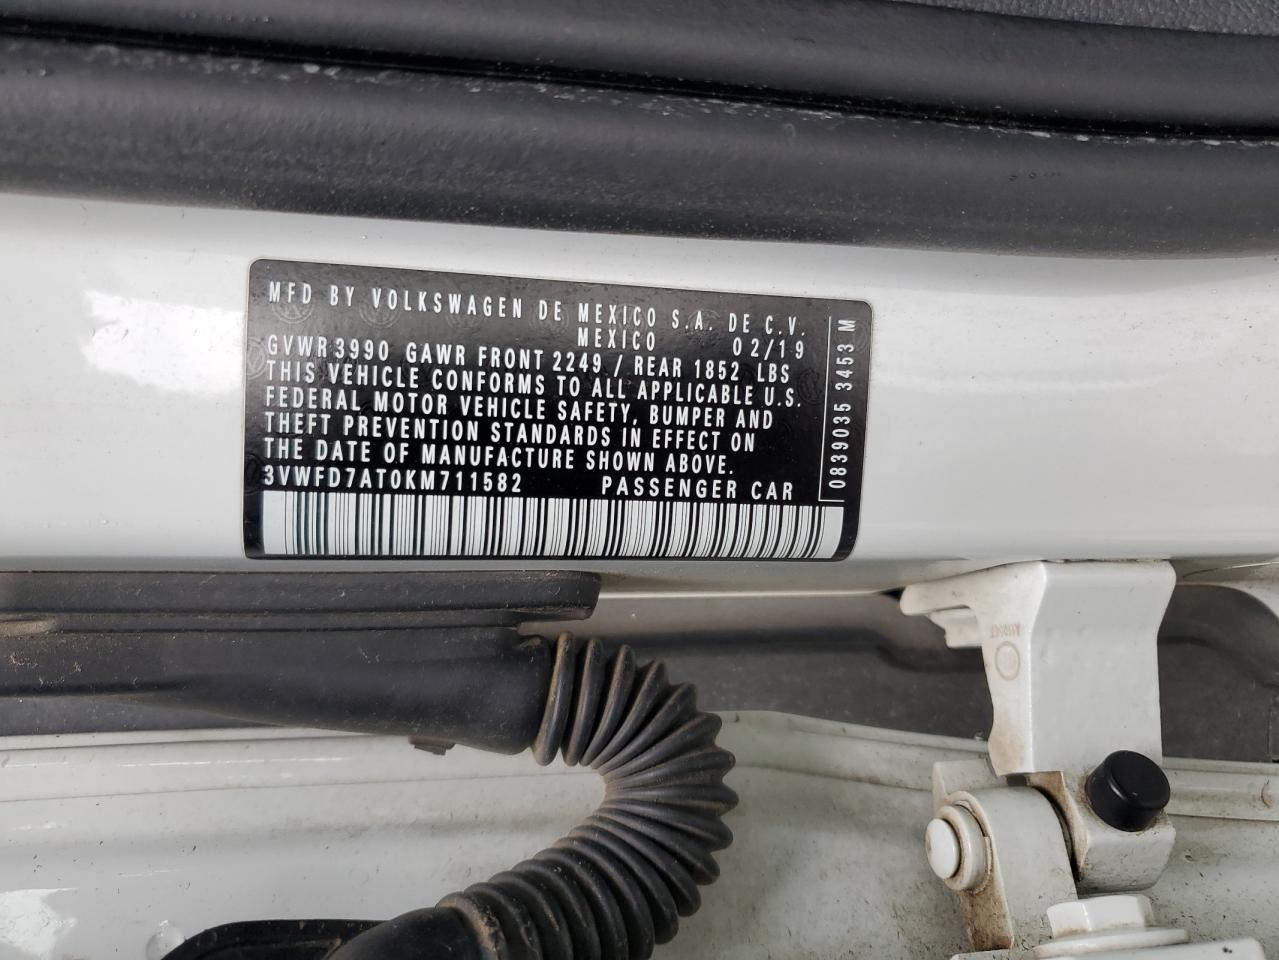 MFD BY VOLKSWAGEN DE MEXICO S.A. DE C.V.
MEXICO 02/19
GVWR 3990 GAWR FRONT 2249 / REAR 1852 LBS
THIS VEHICLE CONFORMS TO ALL APPLICABLE U.S.
FEDERAL MOTOR VEHICLE SAFETY, BUMPER AND
THEFT PREVENTION STANDARDS IN EFFECT ON
THE DATE OF MANUFACTURE SHOWN ABOVE.
3VWFD7AT0KM711582 PASSENGER CAR
0839035 3453 M